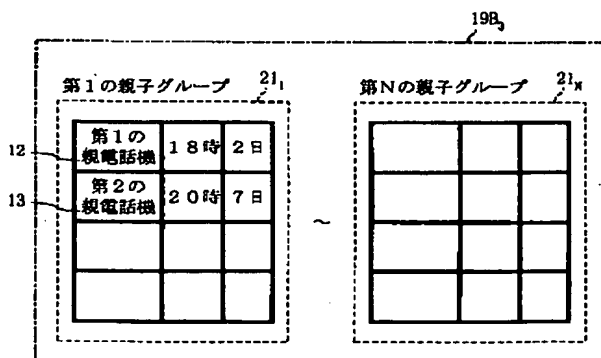 19B
第1の親子グループ 21₁
第Nの親子グループ 21N
12
第1の親電話機 18時 2日
13
第2の親電話機 20時 7日
~